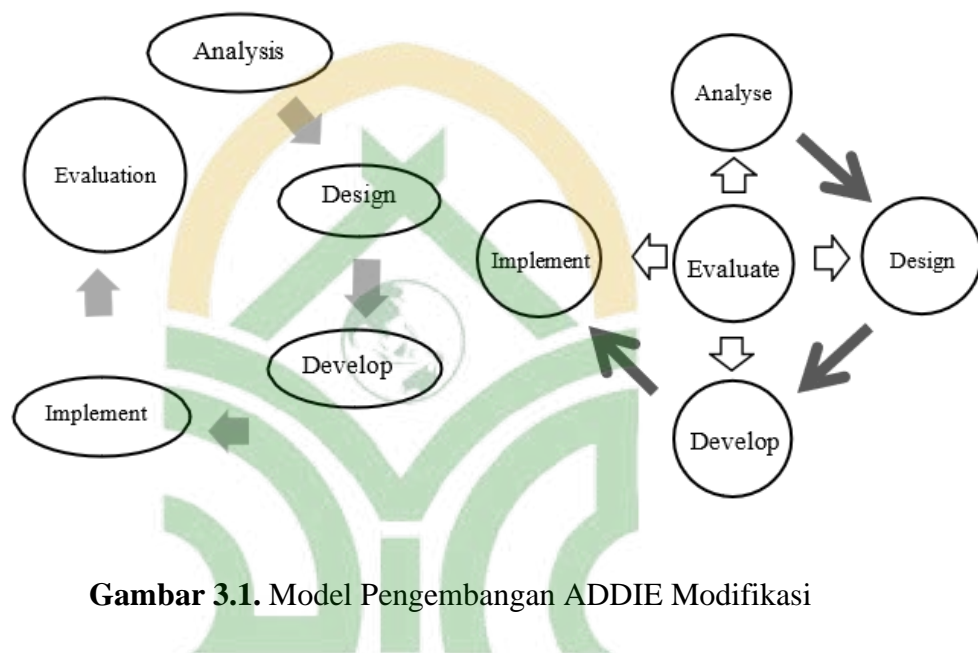 Analysis
Evaluation
Design
Develop
Implement
Analyse
Implement
Evaluate
Design
Develop
Gambar 3.1. Model Pengembangan ADDIE Modifikasi